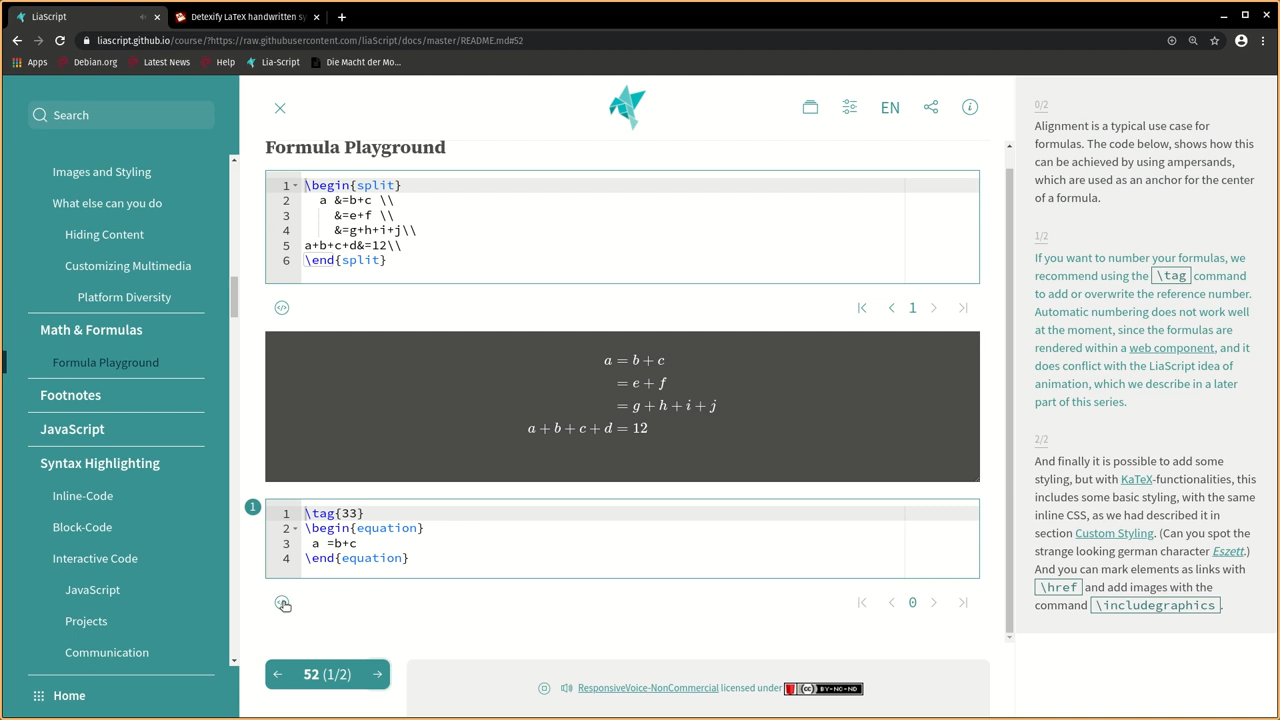 LiaScript
Detexify LaTeX handwritten sy
liascript.github.io/course/?https://raw.githubusercontent.com/liaScript/docs/master/README.md#52
Apps
Debian.org
Latest News
Help
Lia-Script
Die Macht der Mo...
Search
Images and Styling
What else can you do
Hiding Content
Customizing Multimedia
Platform Diversity
Math & Formulas
Formula Playground
Footnotes
JavaScript
Syntax Highlighting
Inline-Code
Block-Code
Interactive Code
JavaScript
Projects
Communication
Home
EN
Formula Playground
1 \begin{split}
2 a &=b+c \\
3 &=e+f \\
4 &=g+h+i+j\\
5 a+b+c+d&=12\\
6 \end{split}
1
a = b + c
= e + f
= g + h + i + j
a + b + c + d = 12
1
1 \tag{33}
2 \begin{equation}
3 a =b+c
4 \end{equation}
0
52 (1/2)
ResponsiveVoice-NonCommercial licensed under
cc BY-NC-ND
0/2
Alignment is a typical use case for
formulas. The code below, shows how this
can be achieved by using ampersands,
which are used as an anchor for the center
of a formula.
1/2
If you want to number your formulas, we
recommend using the \tag command
to add or overwrite the reference number.
Automatic numbering does not work well
at the moment, since the formulas are
rendered within a web component, and it
does conflict with the LiaScript idea of
animation, which we describe in a later
part of this series.
2/2
And finally it is possible to add some
styling, but with KaTeX-functionalities, this
includes some basic styling, with the same
inline CSS, as we had described it in
section Custom Styling. (Can you spot the
strange looking german character Eszett.)
And you can mark elements as links with
\href and add images with the
command \includegraphics.